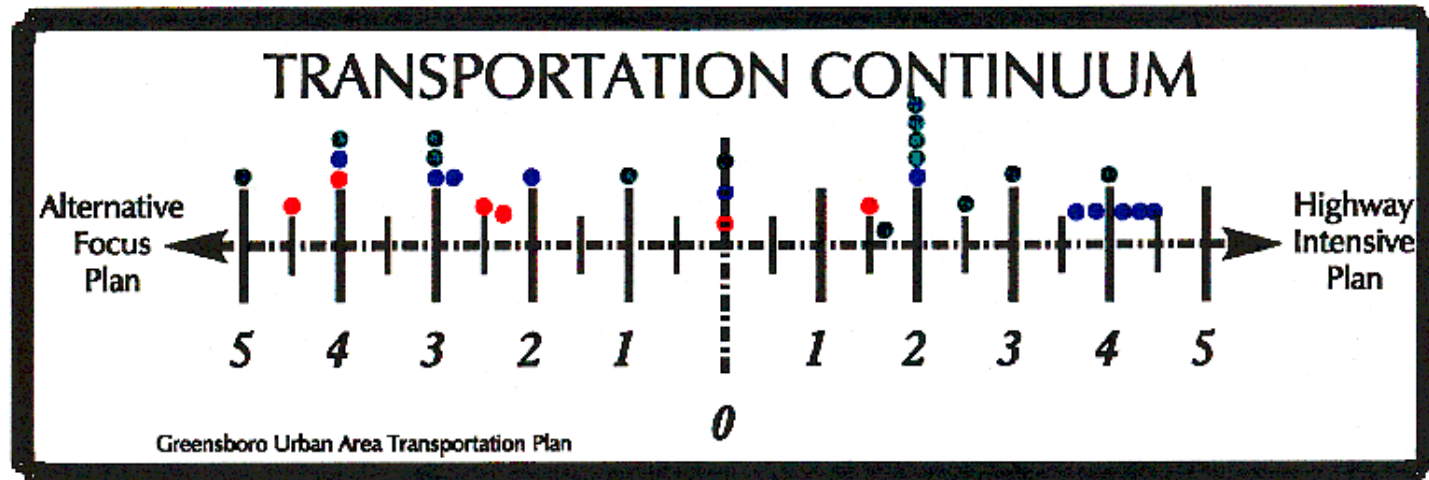 TRANSPORTATION CONTINUUM
Alternative
Focus
Plan
Highway
Intensive
Plan
5 4 3 2 1 1 2 3 4 5
0
Greensboro Urban Area Transportation Plan